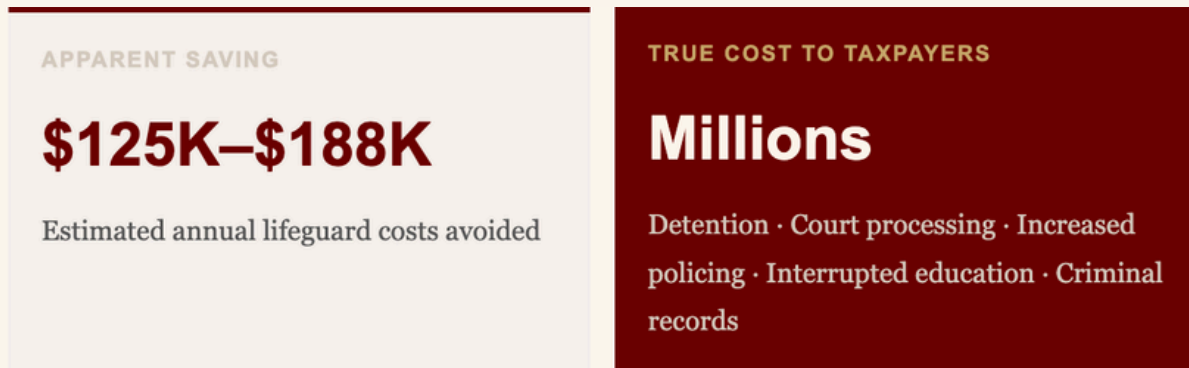 APPARENT SAVING
$125K–$188K
Estimated annual lifeguard costs avoided
TRUE COST TO TAXPAYERS
Millions
Detention · Court processing · Increased
policing · Interrupted education · Criminal
records